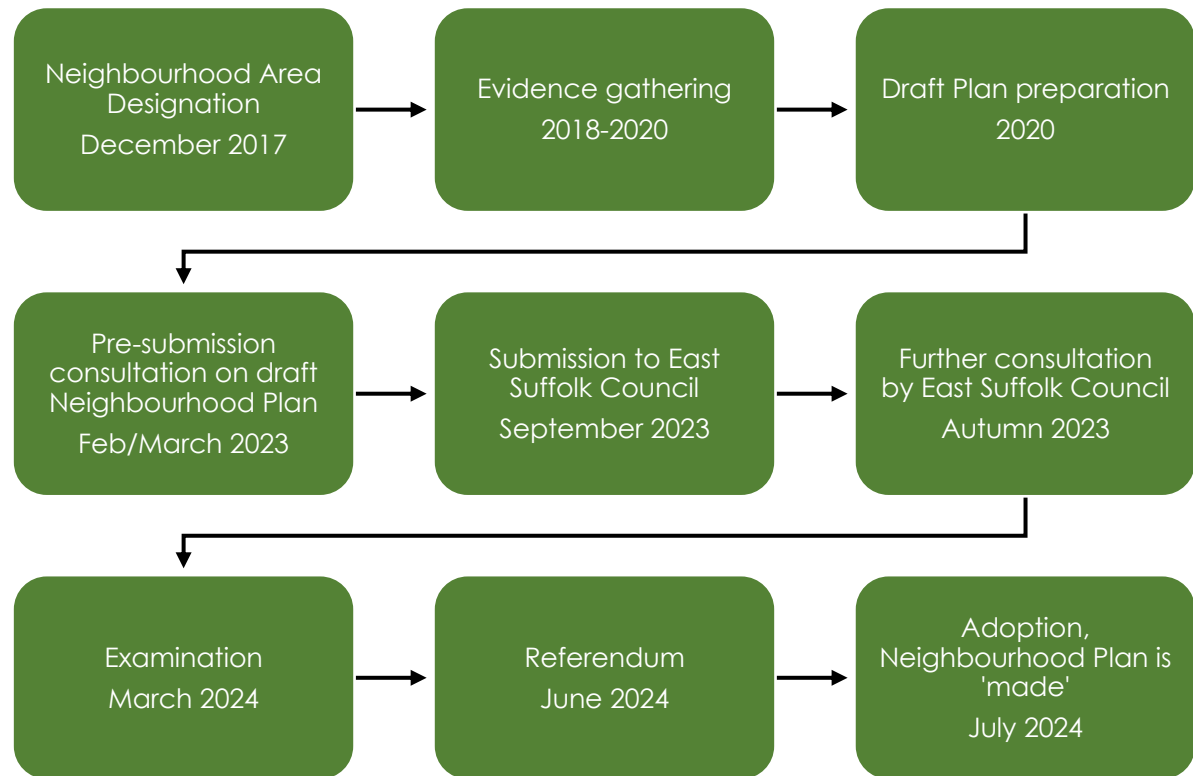 Neighbourhood Area
Designation
December 2017
Evidence gathering
2018-2020
Draft Plan preparation
2020
Pre-submission
consultation on draft
Neighbourhood Plan
Feb/March 2023
Submission to East
Suffolk Council
September 2023
Further consultation
by East Suffolk Council
Autumn 2023
Examination
March 2024
Referendum
June 2024
Adoption,
Neighbourhood Plan is
'made'
July 2024